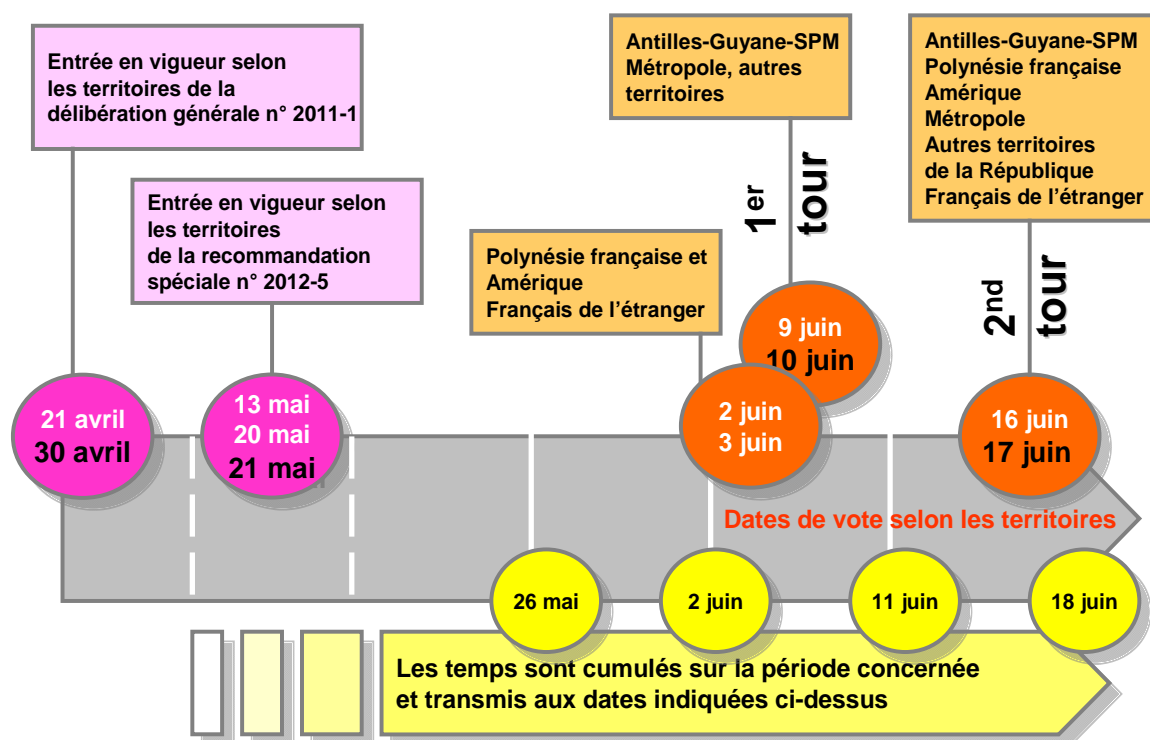 Entrée en vigueur selon
les territoires de la
délibération générale n° 2011-1
Entrée en vigueur selon
les territoires
de la recommandation
spéciale n° 2012-5
Polynésie française et
Amérique
Français de l'étranger
Antilles-Guyane-SPM
Métropole, autres
territoires
1er
tour
Antilles-Guyane-SPM
Polynésie française
Amérique
Métropole
Autres territoires
de la République
Français de l'étranger
2nd
tour
21 avril
30 avril
13 mai
20 mai
21 mai
9 juin
10 juin
2 juin
3 juin
16 juin
17 juin
Dates de vote selon les territoires
26 mai
2 juin
11 juin
18 juin
Les temps sont cumulés sur la période concernée
et transmis aux dates indiquées ci-dessus